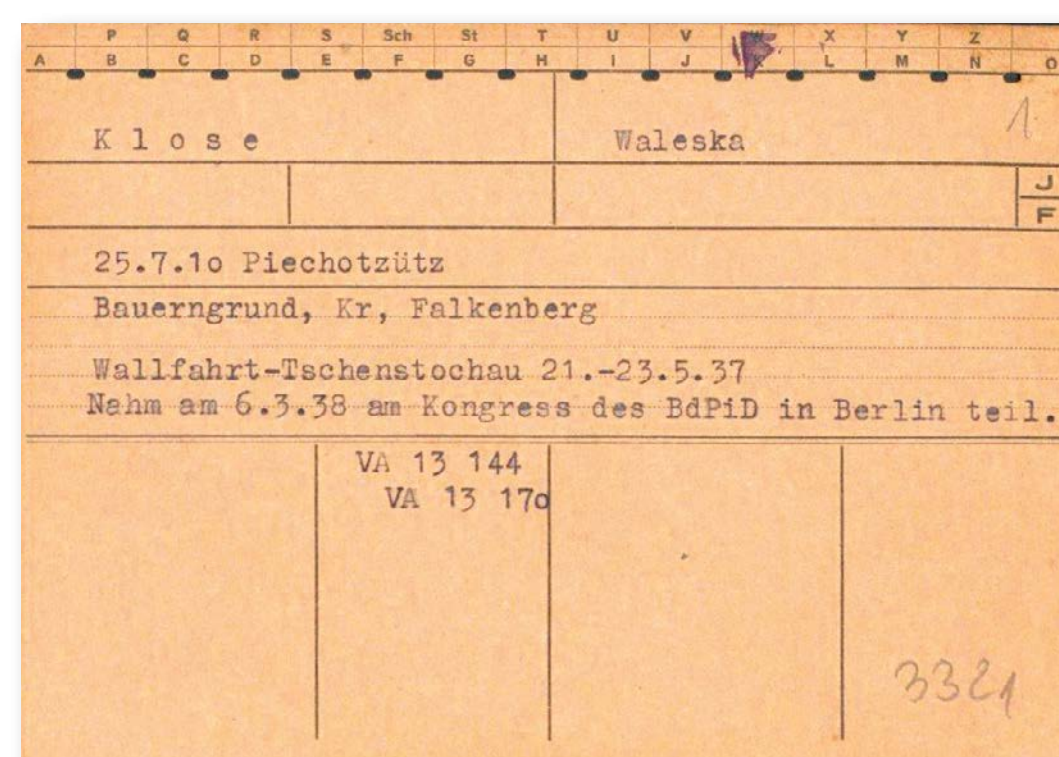 P Q R S Sch St T U V W X Y Z
A B C D E F G H I J K L M N O
1
Klose Waleska
J
F
25.7.1o Piechotzütz
Bauerngrund, Kr, Falkenberg
Wallfahrt-Tschenstochau 21.-23.5.37
Nahm am 6.3.38 am Kongress des BdPiD in Berlin teil.
VA 13 144
VA 13 17o
3321